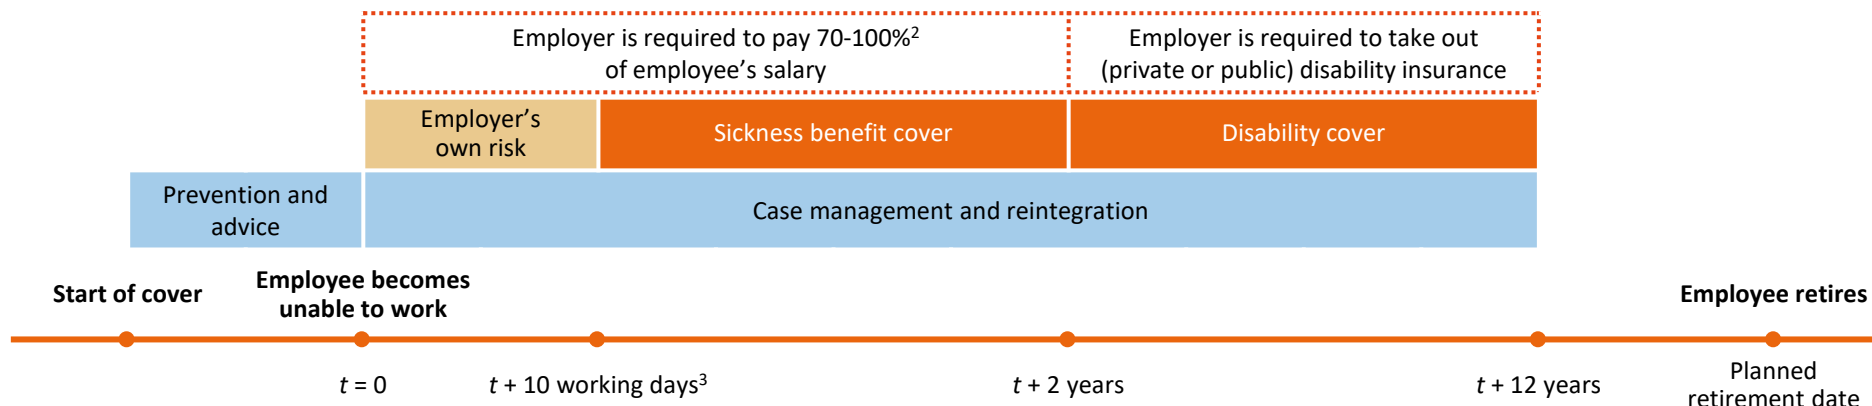 Employer is required to pay 70-100%²
of employee's salary
Employer is required to take out
(private or public) disability insurance
Employer's
own risk
Sickness benefit cover
Disability cover
Prevention and
advice
Case management and reintegration
Start of cover
Employee becomes
unable to work
Employee retires
t = 0
t + 10 working days³
t + 2 years
t + 12 years
Planned
retirement date